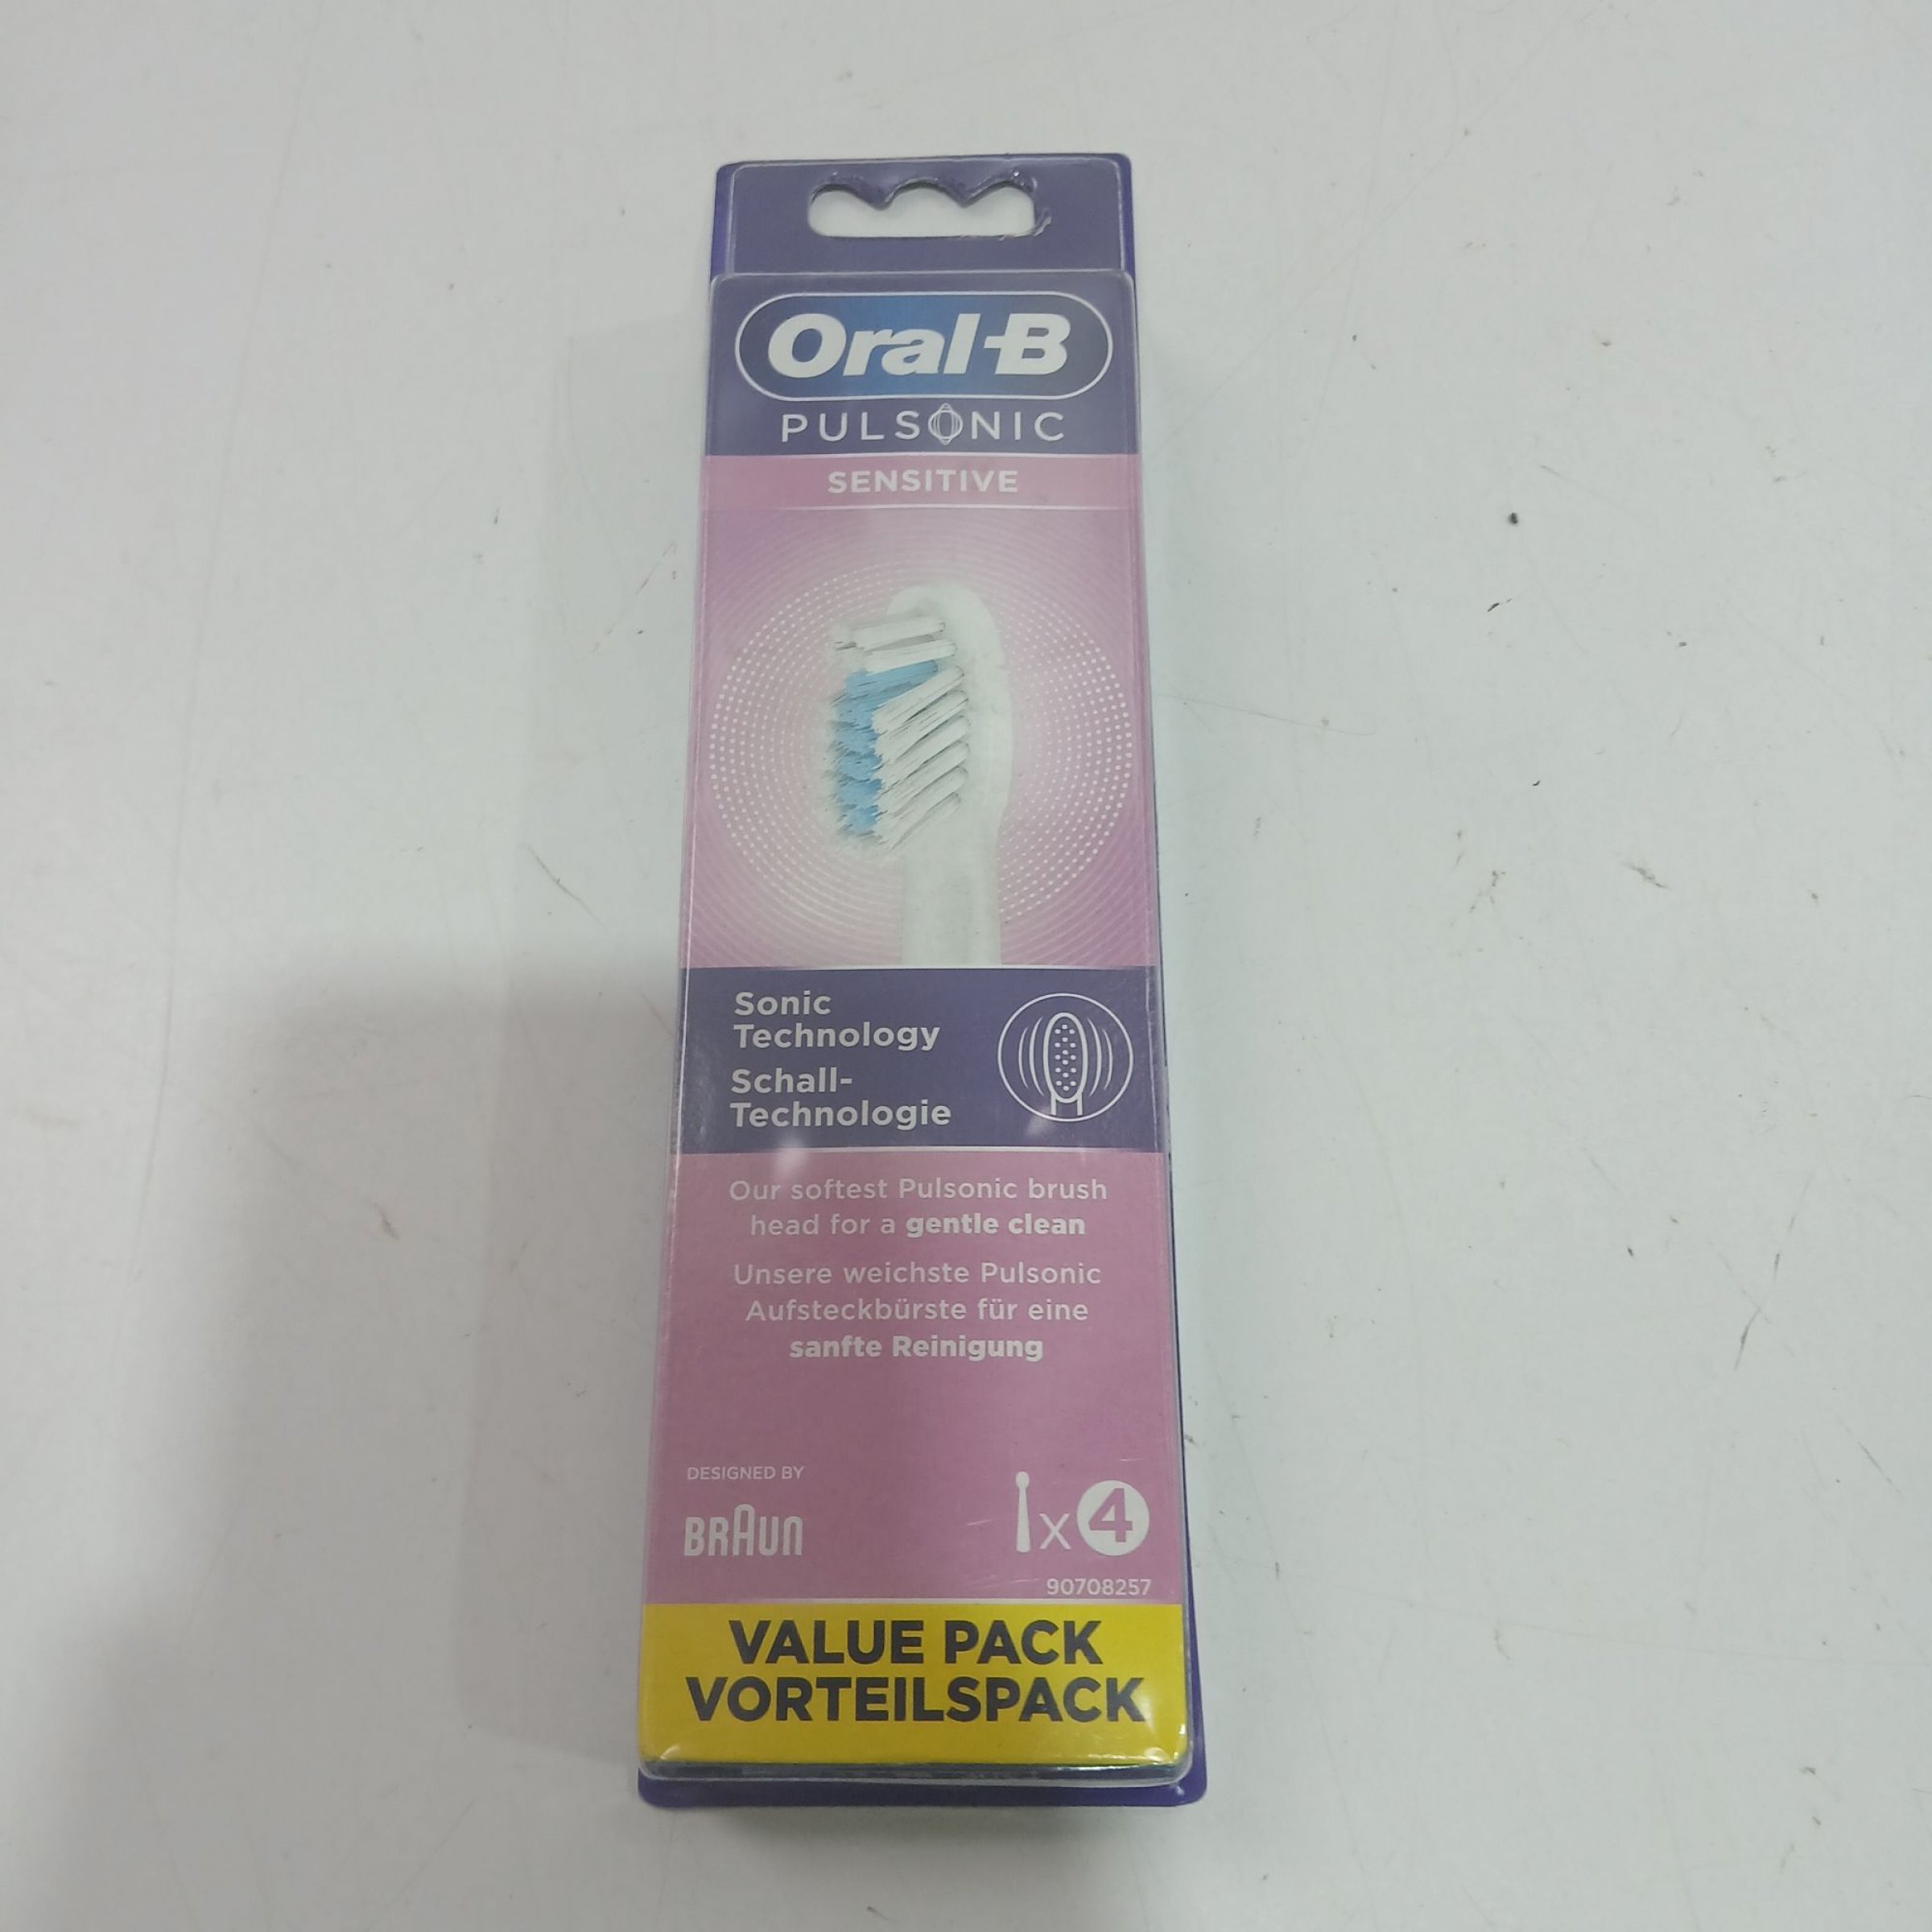 Oral-B
PULSONIC
SENSITIVE
Sonic
Technology
Schall-
Technologie
Our softest Pulsonic brush
head for a gentle clean
Unsere weichste Pulsonic
Aufsteckbürste für eine
sanfte Reinigung
DESIGNED BY
BRAUN
x4
90708257
VALUE PACK
VORTEILSPACK